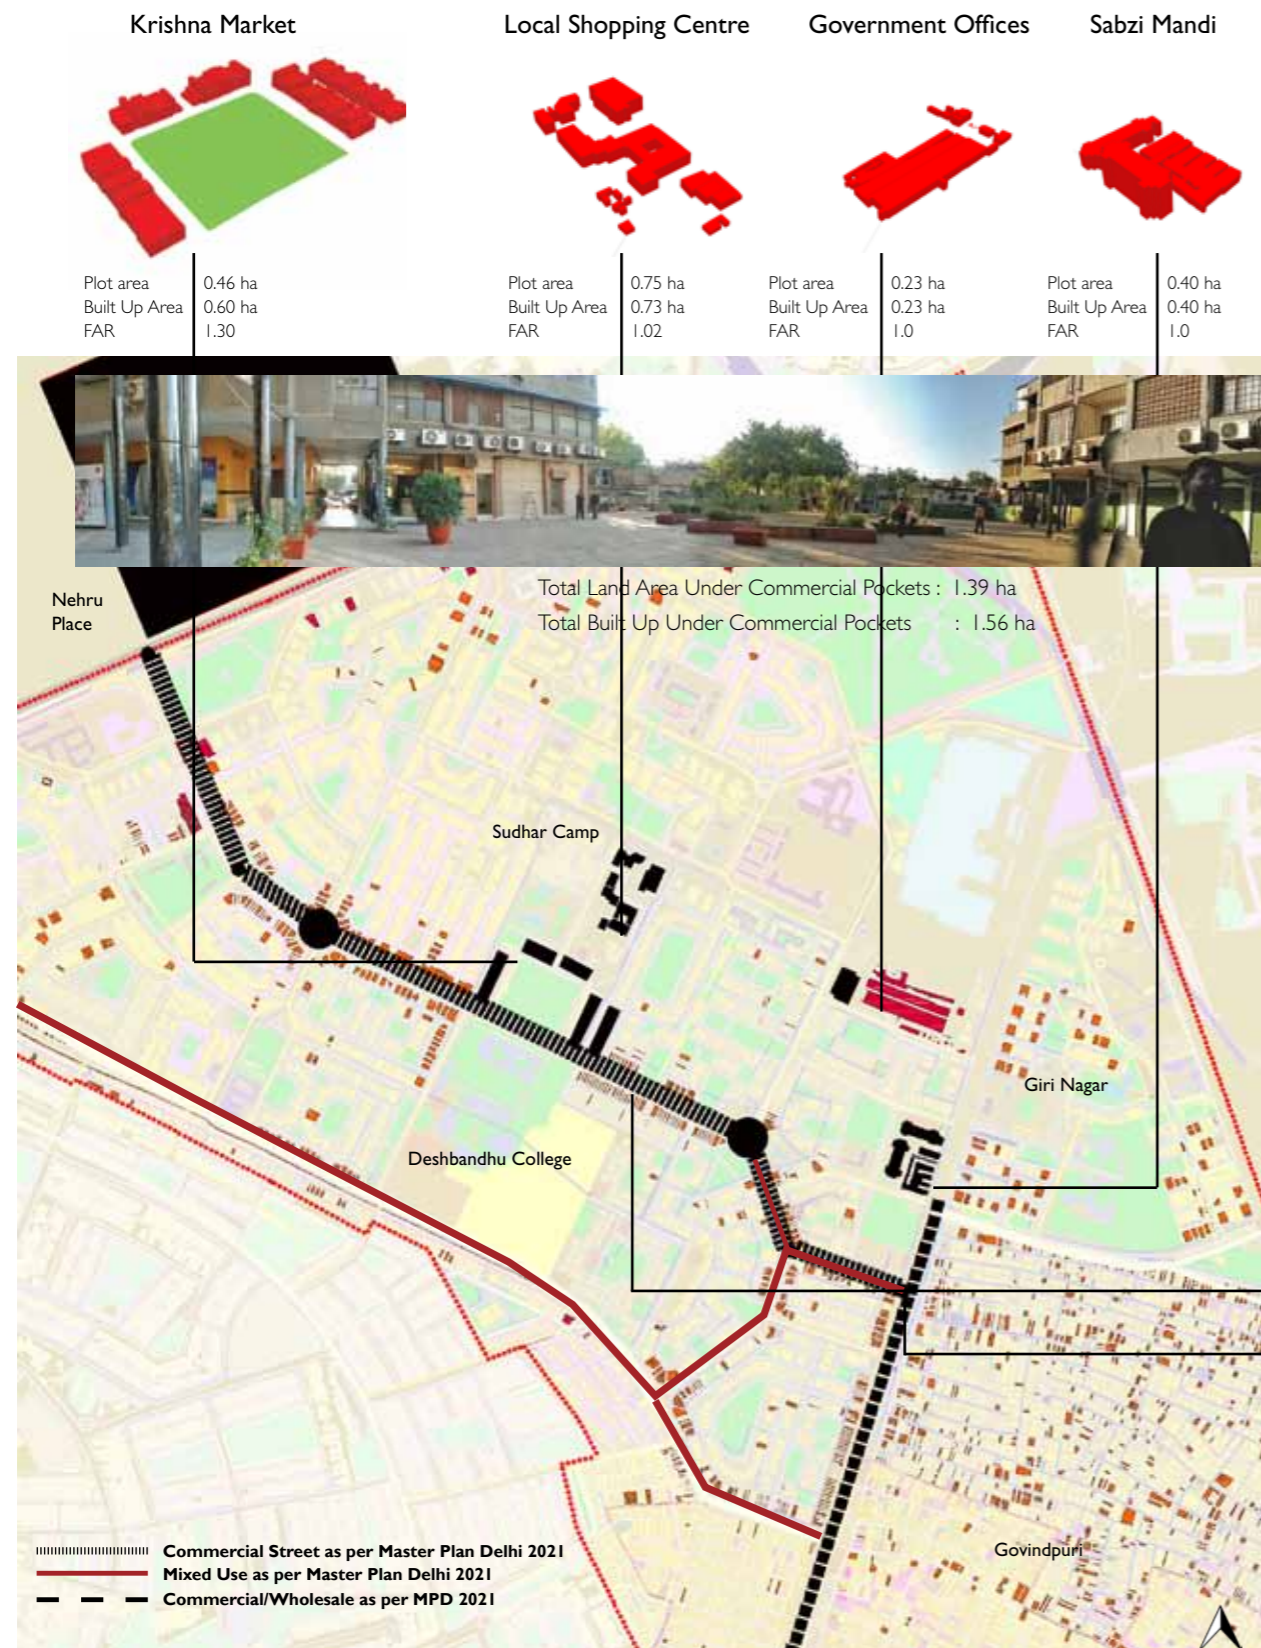 Krishna Market
Local Shopping Centre
Government Offices
Sabzi Mandi
Plot area 0.46 ha
Built Up Area 0.60 ha
FAR 1.30
Plot area 0.75 ha
Built Up Area 0.73 ha
FAR 1.02
Plot area 0.23 ha
Built Up Area 0.23 ha
FAR 1.0
Plot area 0.40 ha
Built Up Area 0.40 ha
FAR 1.0
Total Land Area Under Commercial Pockets : 1.39 ha
Total Built Up Under Commercial Pockets : 1.56 ha
Nehru
Place
Sudhar Camp
Giri Nagar
Deshbandhu College
Govindpuri
Commercial Street as per Master Plan Delhi 2021
Mixed Use as per Master Plan Delhi 2021
Commercial/Wholesale as per MPD 2021